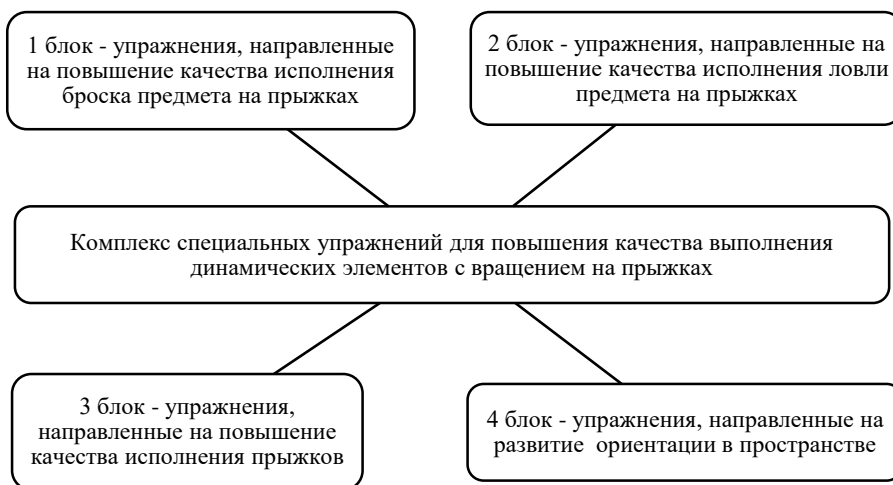 1 блок - упражнения, направленные
на повышение качества исполнения
броска предмета на прыжках
2 блок - упражнения, направленные на
повышение качества исполнения ловли
предмета на прыжках
Комплекс специальных упражнений для повышения качества выполнения
динамических элементов с вращением на прыжках
3 блок - упражнения,
направленные на повышение
качества исполнения прыжков
4 блок - упражнения, направленные на
развитие ориентации в пространстве